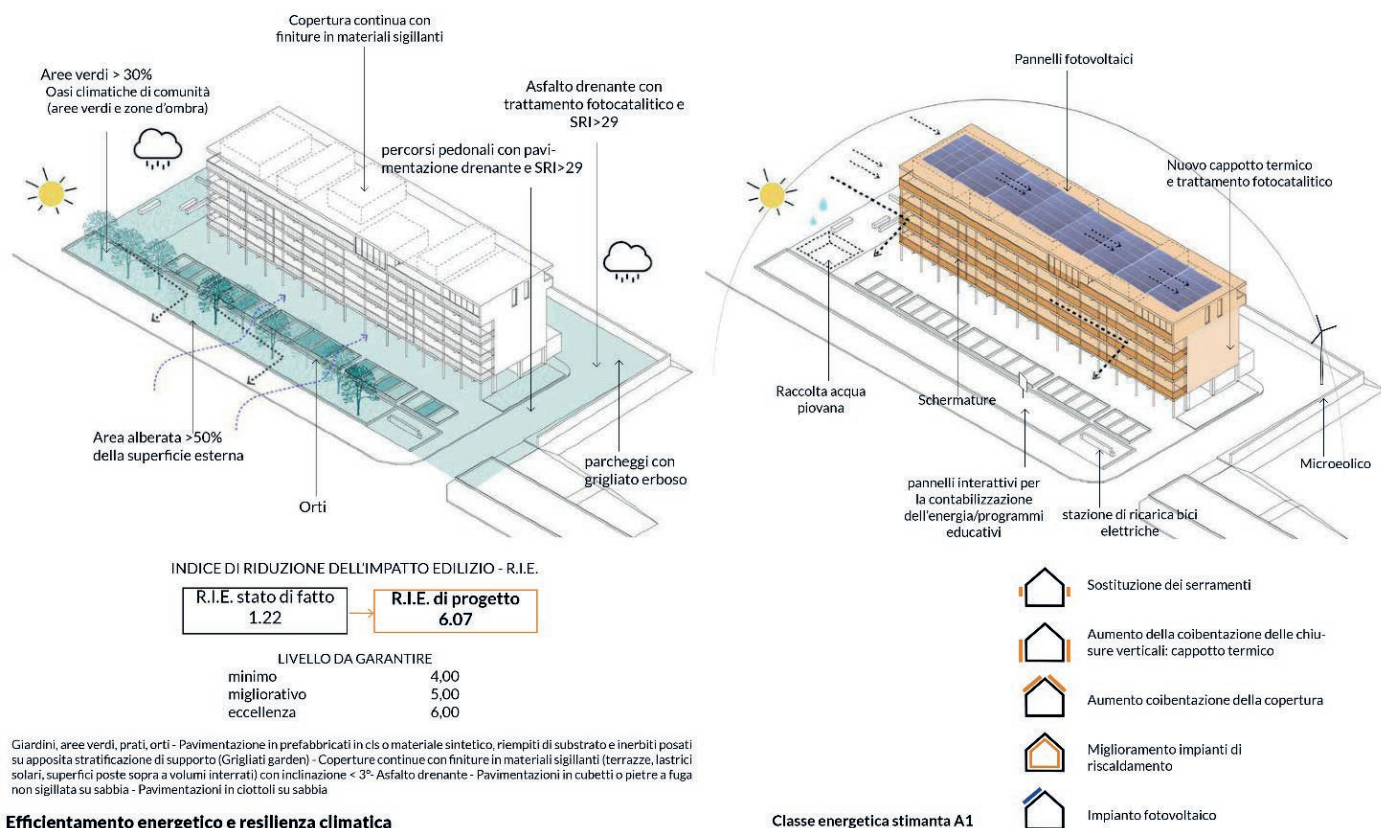 Copertura continua con
finiture in materiali sigillanti
Aree verdi > 30%
Oasi climatiche di comunità
(aree verdi e zone d'ombra)
Asfalto drenante con
trattamento fotocatalitico e
SRI>29
percorsi pedonali con pavi-
mentazione drenante e SRI>29
Area alberata >50%
della superficie esterna
Orti
parcheggi con
grigliato erboso
Pannelli fotovoltaici
Nuovo cappotto termico
e trattamento fotocatalitico
Raccolta acqua
piovana
Schermature
Microeolico
pannelli interattivi per
la contabilizzazione
dell'energia/programmi
educativi
stazione di ricarica bici
elettriche
INDICE DI RIDUZIONE DELL'IMPATTO EDILIZIO - R.I.E.
R.I.E. stato di fatto
1.22
R.I.E. di progetto
6.07
LIVELLO DA GARANTIRE
minimo 4,00
migliorativo 5,00
eccellenza 6,00
Giardini, aree verdi, prati, orti - Pavimentazione in prefabbricati in cls o materiale sintetico, riempiti di substrato e inerbiti posati
su apposita stratificazione di supporto (Grigliati garden) - Coperture continue con finiture in materiali sigillanti (terrazze, lastrici
solari, superfici poste sopra a volumi interrati) con inclinazione < 3°- Asfalto drenante - Pavimentazioni in cubetti o pietre a fuga
non sigillata su sabbia - Pavimentazioni in ciottoli su sabbia
Efficientamento energetico e resilienza climatica
Sostituzione dei serramenti
Aumento della coibentazione delle chiu-
sure verticali: cappotto termico
Aumento coibentazione della copertura
Miglioramento impianti di
riscaldamento
Impianto fotovoltaico
Classe energetica stimanta A1